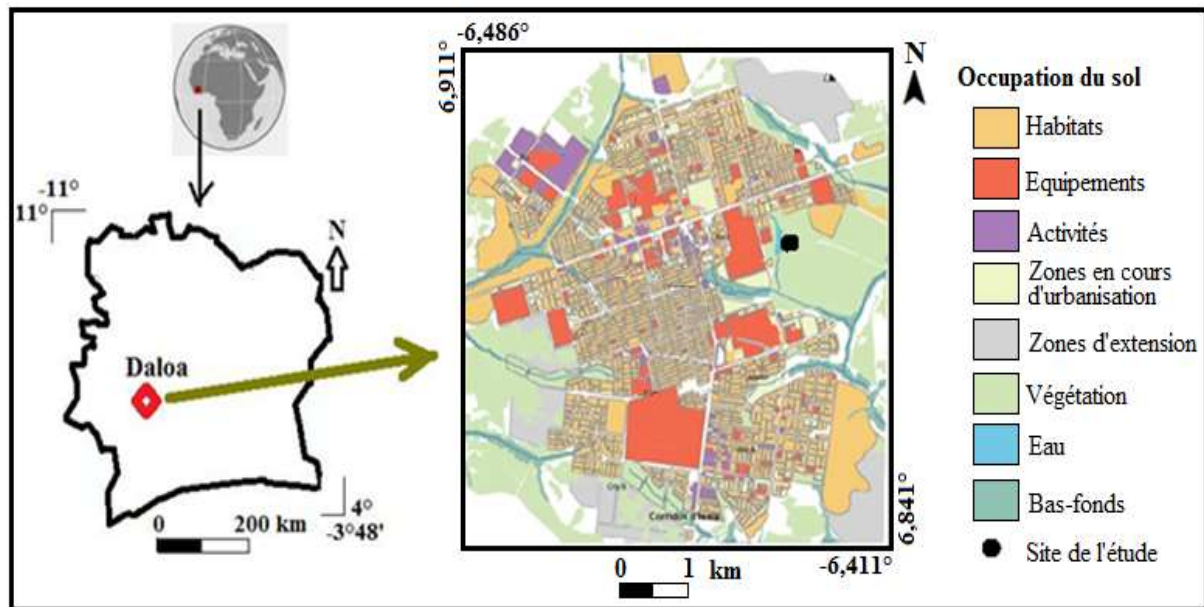 -11°
11°
N
Daloa
4°
-3°48'
0 200 km
-6,486°
6,911°
N
6,841°
-6,411°
0 1 km
Occupation du sol
Habitats
Equipements
Activités
Zones en cours
d'urbanisation
Zones d'extension
Végétation
Eau
Bas-fonds
Site de l'étude